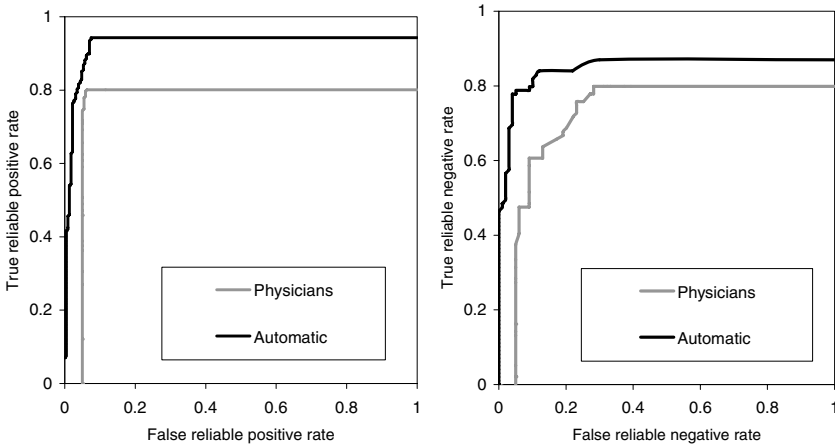 1
0.8
0.6
0.4
0.2
0
True reliable positive rate
Physicians
Automatic
0 0.2 0.4 0.6 0.8 1
False reliable positive rate
1
0.8
0.6
0.4
0.2
0
True reliable negative rate
Physicians
Automatic
0 0.2 0.4 0.6 0.8 1
False reliable negative rate